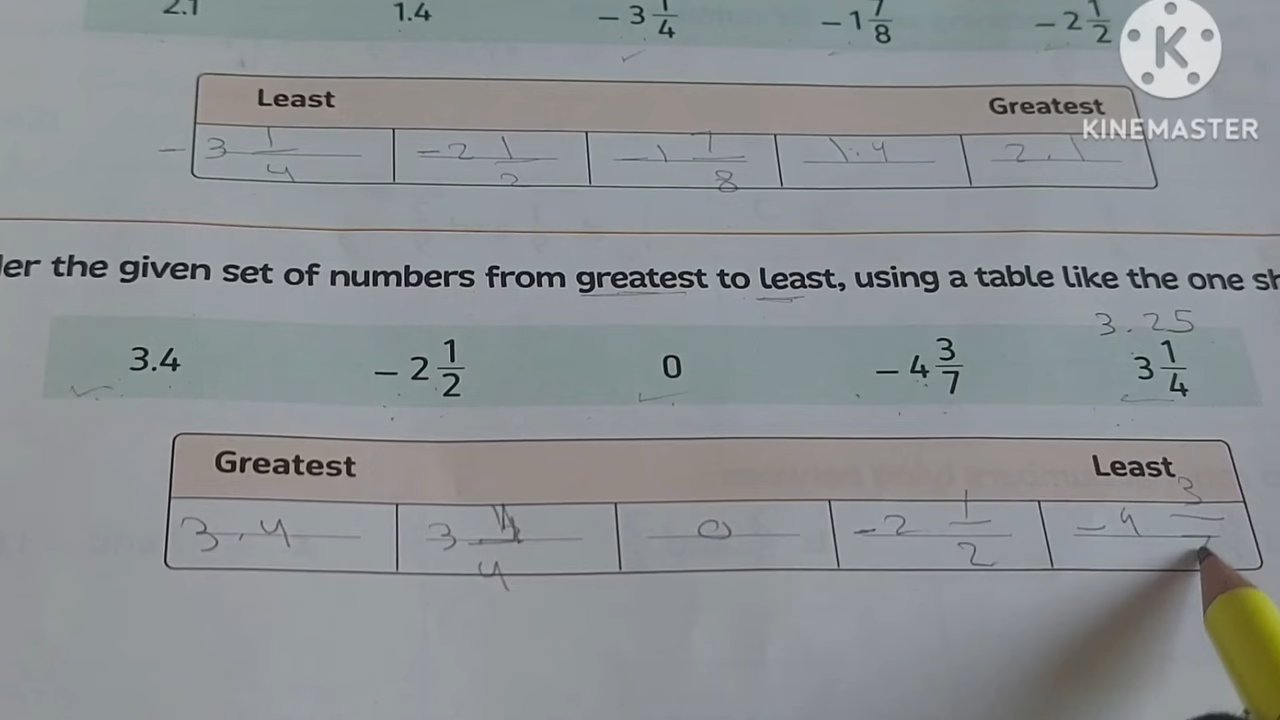 2.1 1.4 -3 1/4 -1 7/8 -2 1/2
K
KINEMASTER
Least Greatest
-3 1/4 -2 1/2 -1 7/8 1.4 2.1
der the given set of numbers from greatest to least, using a table like the one sh
3.25
3.4 -2 1/2 0 -4 3/7 3 1/4
Greatest Least
3.4 3 1/4 0 -2 1/2 -4 3/7